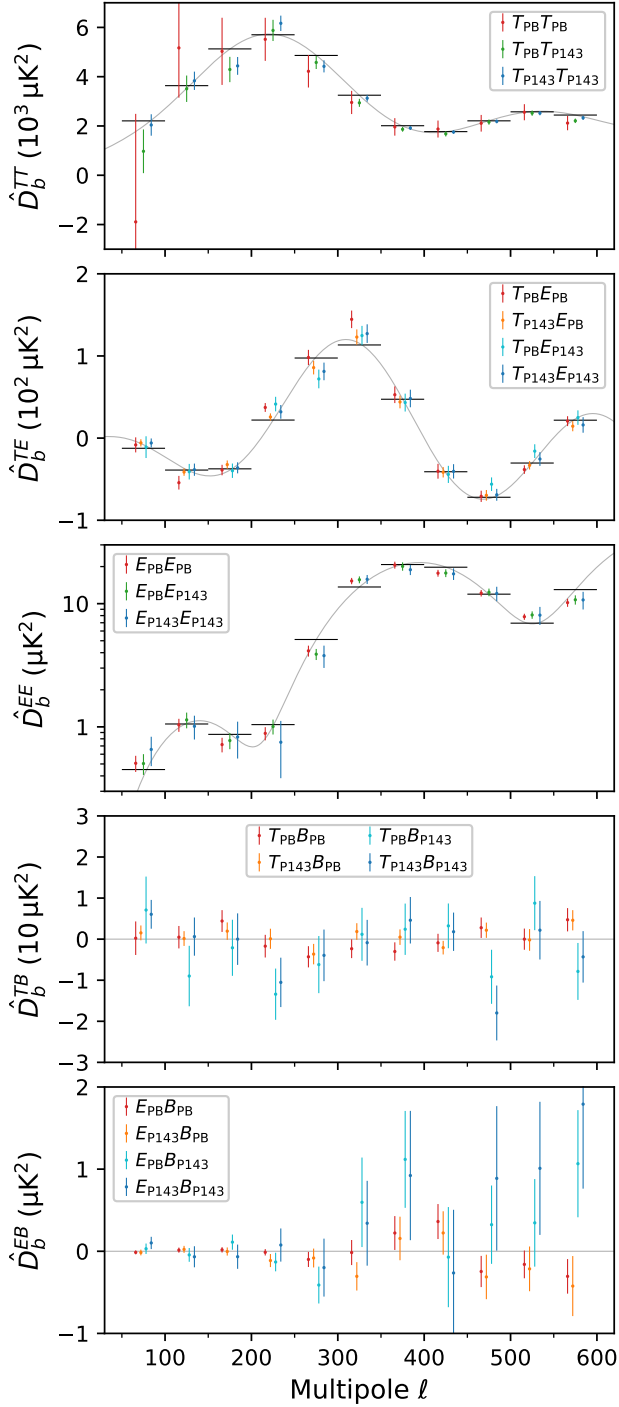 6
4
2
0
−2
D̂_b^TT (10³ μK²)
T_PB T_PB
T_PB T_P143
T_P143 T_P143
2
1
0
−1
D̂_b^TE (10² μK²)
T_PB E_PB
T_P143 E_PB
T_PB E_P143
T_P143 E_P143
10
1
D̂_b^EE (μK²)
E_PB E_PB
E_PB E_P143
E_P143 E_P143
3
2
1
0
−1
−2
−3
D̂_b^TB (10 μK²)
T_PB B_PB
T_P143 B_PB
T_PB B_P143
T_P143 B_P143
2
1
0
−1
D̂_b^EB (μK²)
E_PB B_PB
E_P143 B_PB
E_PB B_P143
E_P143 B_P143
100 200 300 400 500 600
Multipole ℓ